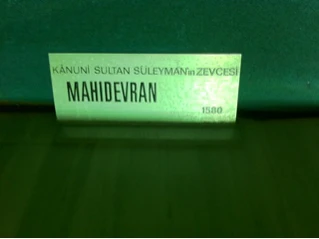 KÂNUNİ SULTAN SÜLEYMAN'ın ZEVCESİ
MAHIDEVRAN
1580